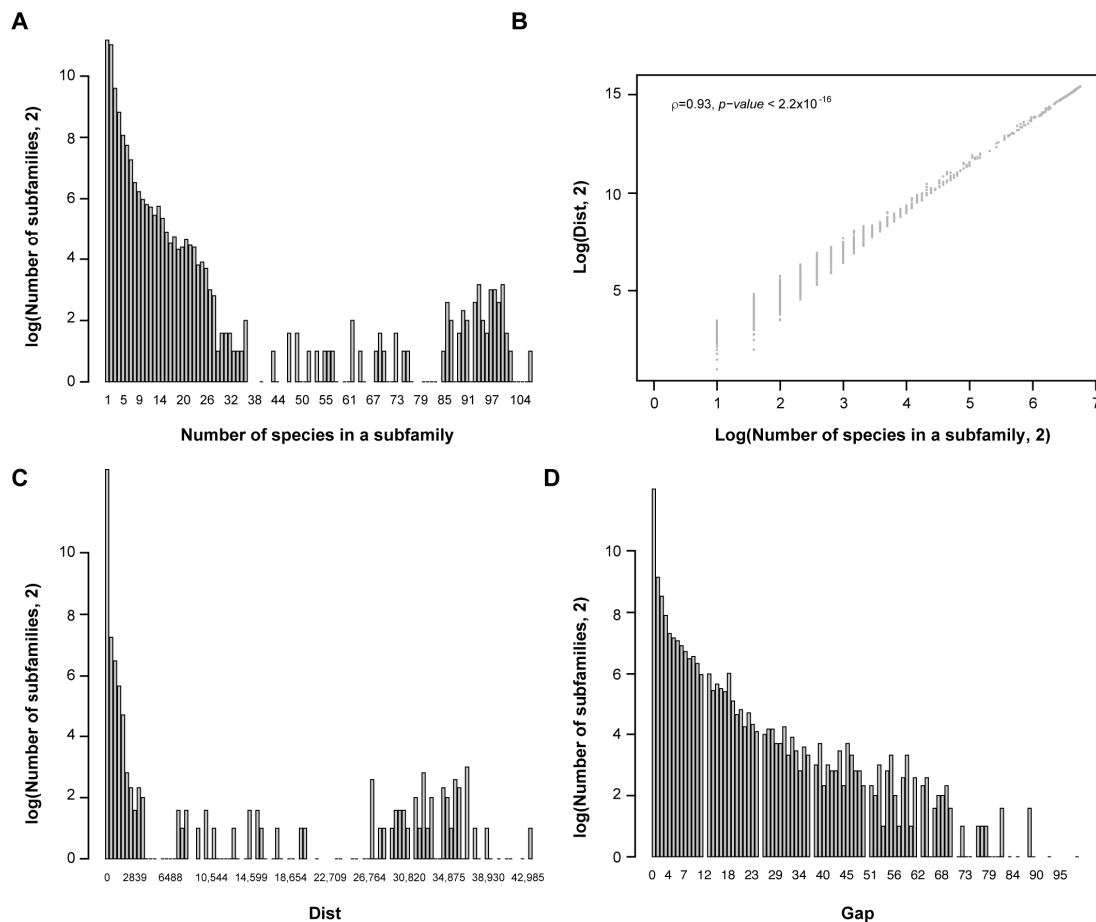 A
log(Number of subfamilies, 2)
10
8
6
4
2
0
1 5 9 14 20 26 32 38 44 50 55 61 67 73 79 85 91 97 104
Number of species in a subfamily
B
ρ=0.93, p−value < 2.2x10-16
Log(Dist, 2)
15
10
5
0 1 2 3 4 5 6 7
Log(Number of species in a subfamily, 2)
C
log(Number of subfamilies, 2)
10
8
6
4
2
0
0 2839 6488 10,544 14,599 18,654 22,709 26,764 30,820 34,875 38,930 42,985
Dist
D
log(Number of subfamilies, 2)
10
8
6
4
2
0
0 4 7 12 18 23 29 34 40 45 51 56 62 68 73 79 84 90 95
Gap